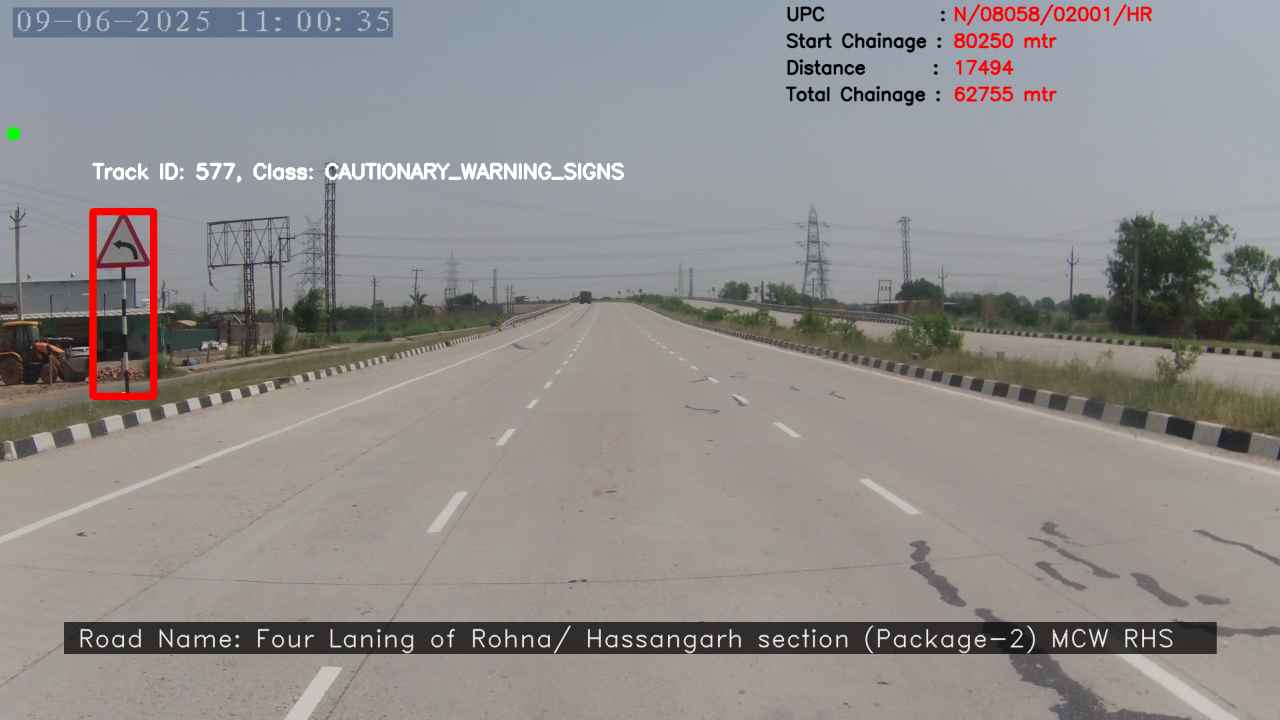 09-06-2025 11:00:35
UPC : N/08058/02001/HR
Start Chainage : 80250 mtr
Distance : 17494
Total Chainage : 62755 mtr
Track ID: 577, Class: CAUTIONARY_WARNING_SIGNS
Road Name: Four Laning of Rohna/ Hassangarh section (Package-2) MCW RHS